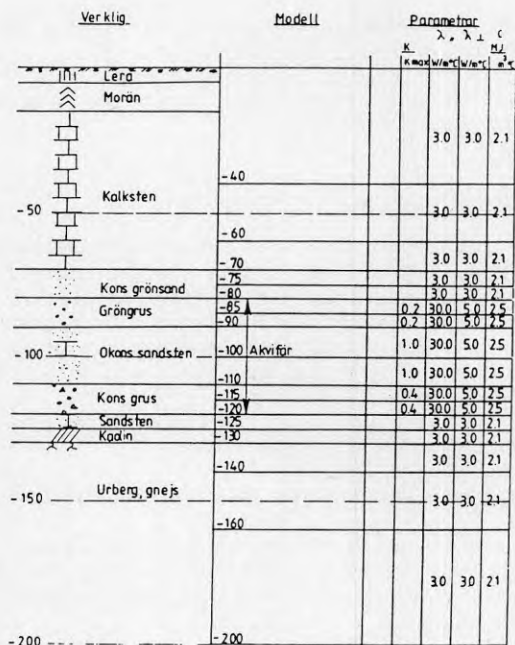 Verklig Modell Parametrar
λ∥ λ⊥ C
K MJ
K max W/m°C W/m°C m³°C
Lera
Morän
3.0 3.0 2.1
-40
Kalksten
-50 3.0 3.0 2.1
-60
3.0 3.0 2.1
-70
3.0 3.0 2.1
-75
Kons grönsand 3.0 3.0 2.1
-80
Gröngrus 0.2 30.0 5.0 2.5
-85
0.2 30.0 5.0 2.5
-90
1.0 30.0 5.0 2.5
-100 Okons sandsten -100 Akvifär
1.0 30.0 5.0 2.5
-110
Kons grus 0.4 30.0 5.0 2.5
-115
0.4 30.0 5.0 2.5
-120
Sandsten 3.0 3.0 2.1
-125
Kaolin 3.0 3.0 2.1
-130
3.0 3.0 2.1
-140
Urberg, gnejs
-150 3.0 3.0 2.1
-160
3.0 3.0 2.1
-200 -200